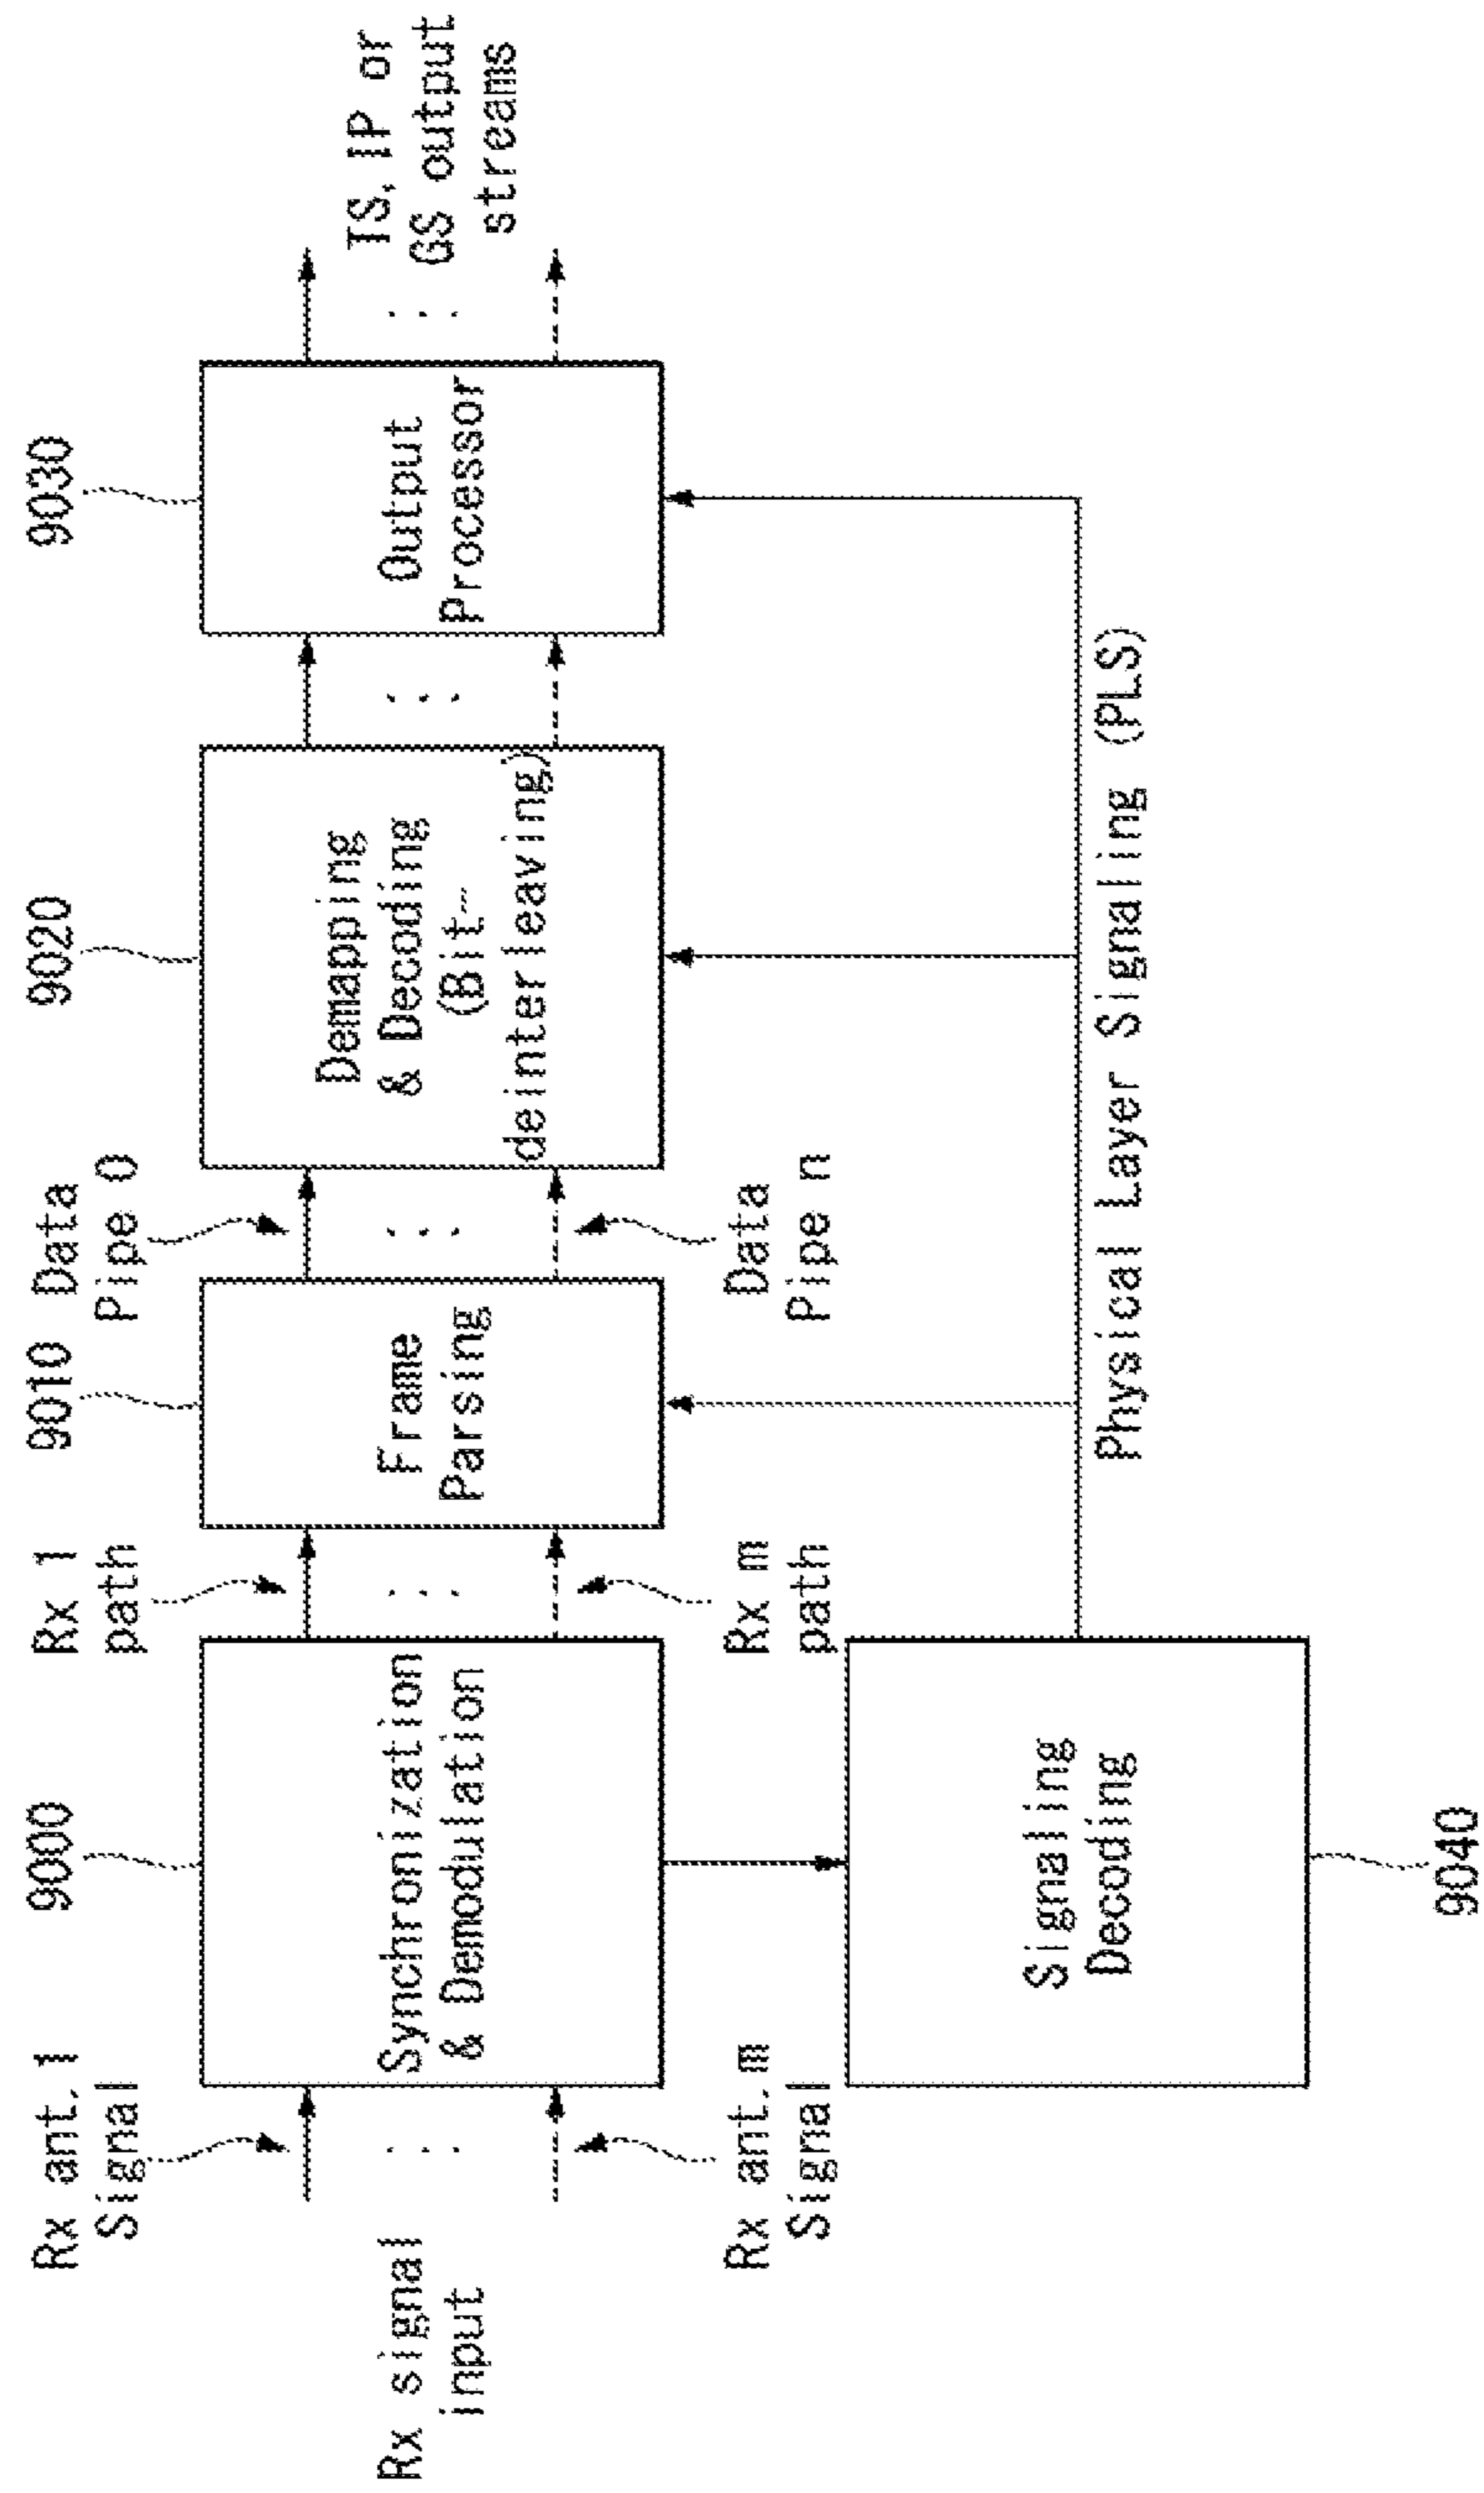 Rx signal
input
Rx ant.1
Signal
Rx ant.m
Signal
9000
Synchronization
& Demodulation
Rx 1
path
Rx m
path
9010
Frame
Parsing
Data
Pipe 0
Data
Pipe n
9020
Demapping
& Decoding
(Bit-
deinterleaving)
9030
Output
Processor
TS, IP or
GS output
streams
Signaling
Decoding
9040
Physical Layer Signaling (PLS)